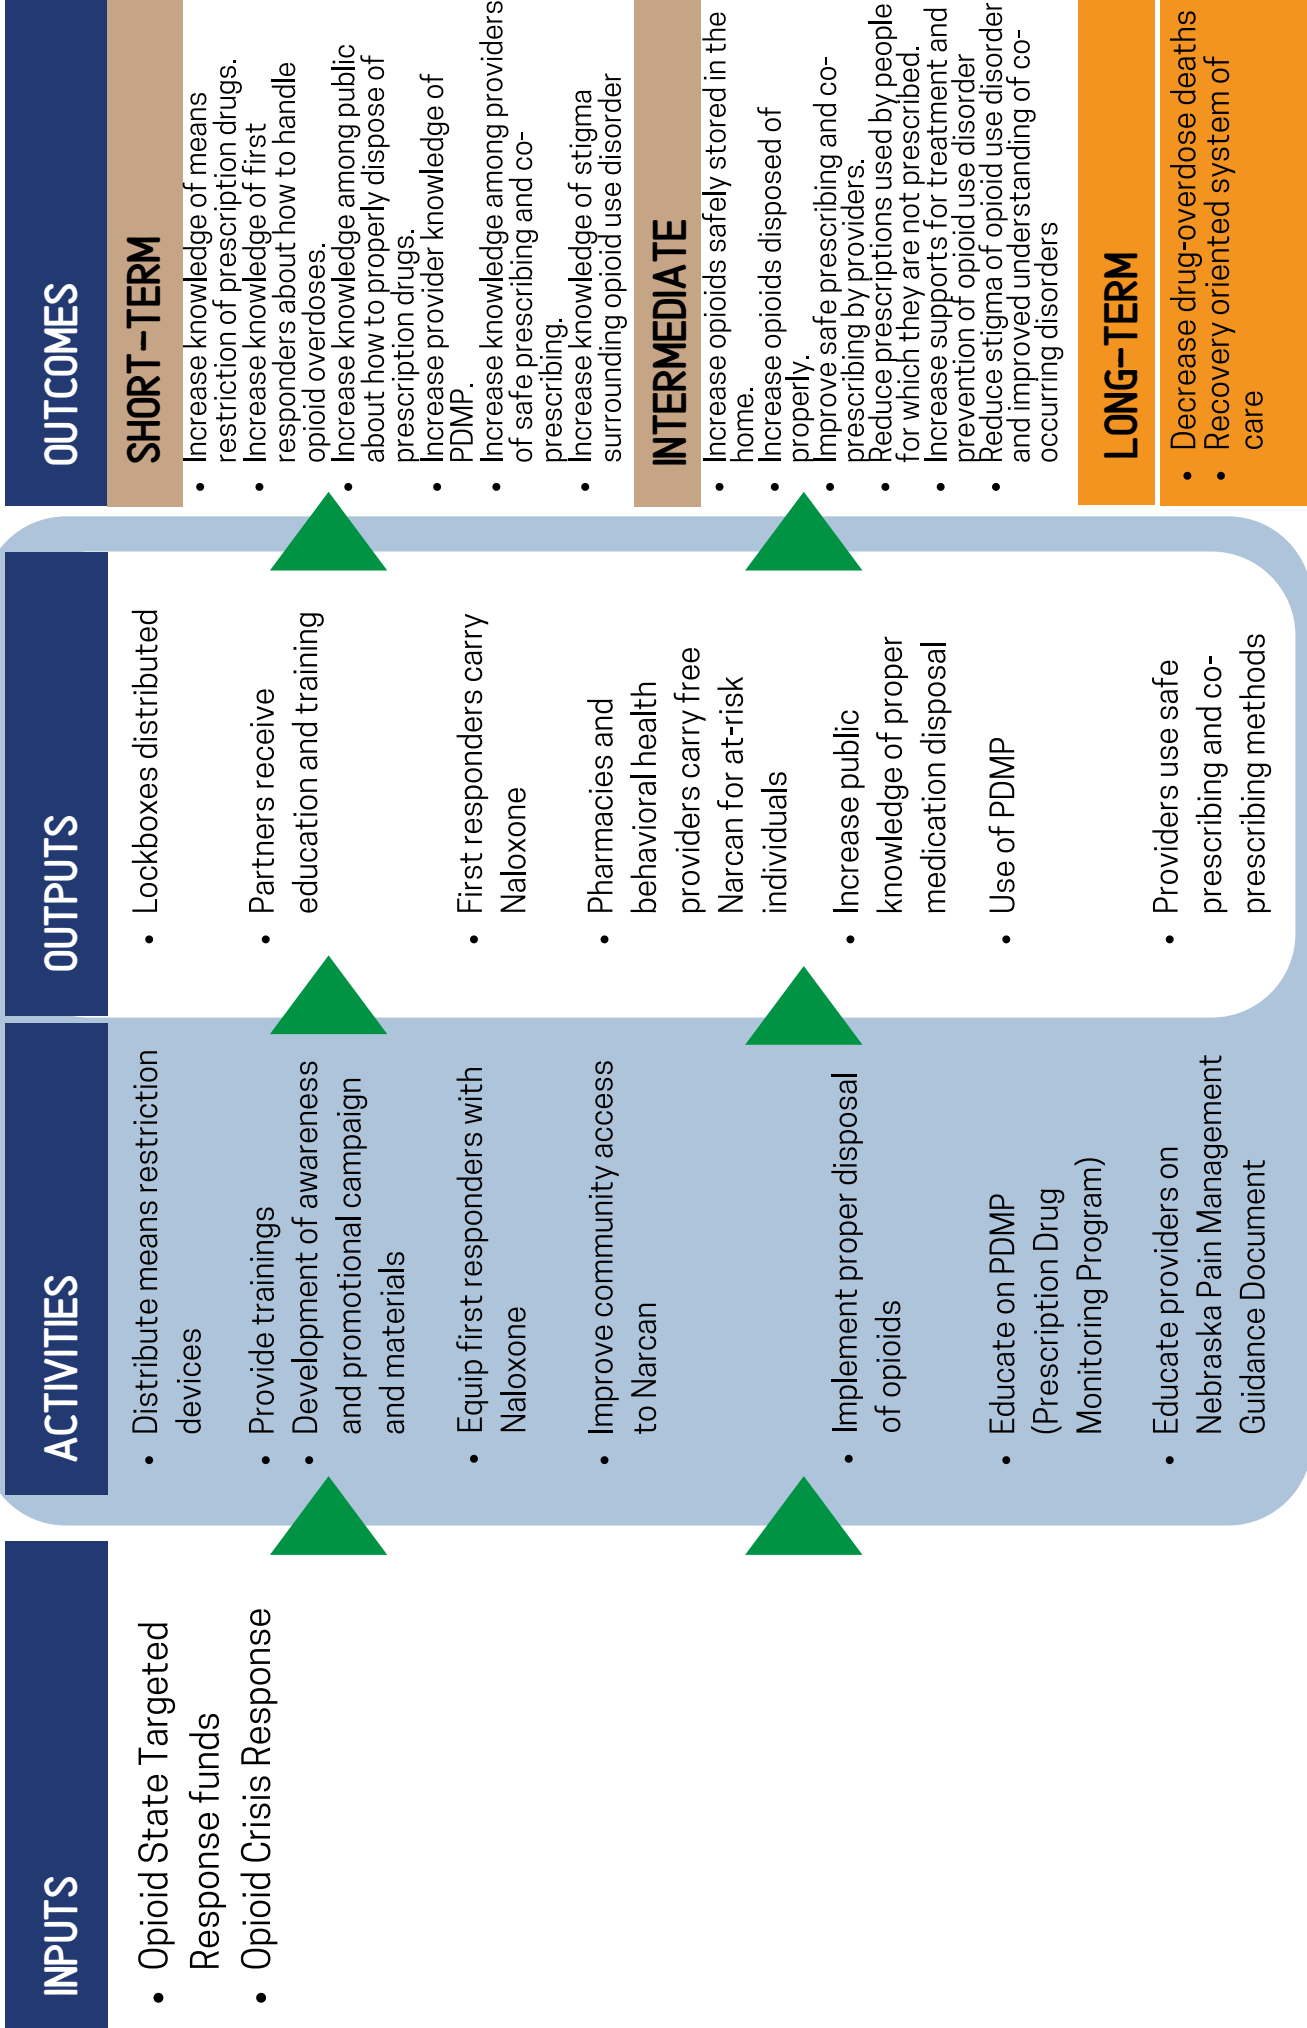 INPUTS
• Opioid State Targeted
Response funds
• Opioid Crisis Response
ACTIVITIES
• Distribute means restriction
devices
• Provide trainings
• Development of awareness
and promotional campaign
and materials
• Equip first responders with
Naloxone
• Improve community access
to Narcan
• Implement proper disposal
of opioids
• Educate on PDMP
(Prescription Drug
Monitoring Program)
• Educate providers on
Nebraska Pain Management
Guidance Document
OUTPUTS
• Lockboxes distributed
• Partners receive
education and training
• First responders carry
Naloxone
• Pharmacies and
behavioral health
providers carry free
Narcan for at-risk
individuals
• Increase public
knowledge of proper
medication disposal
• Use of PDMP
• Providers use safe
prescribing and co-
prescribing methods
OUTCOMES
SHORT-TERM
• Increase knowledge of means
restriction of prescription drugs.
• Increase knowledge of first
responders about how to handle
opioid overdoses.
• Increase knowledge among public
about how to properly dispose of
prescription drugs.
• Increase provider knowledge of
PDMP.
• Increase knowledge among providers
of safe prescribing and co-
prescribing.
• Increase knowledge of stigma
surrounding opioid use disorder
INTERMEDIATE
• Increase opioids safely stored in the
home.
• Increase opioids disposed of
properly.
• Improve safe prescribing and co-
prescribing by providers.
• Reduce prescriptions used by people
for which they are not prescribed.
• Increase supports for treatment and
prevention of opioid use disorder
• Reduce stigma of opioid use disorder
and improved understanding of co-
occurring disorders
LONG-TERM
• Decrease drug-overdose deaths
• Recovery oriented system of
care